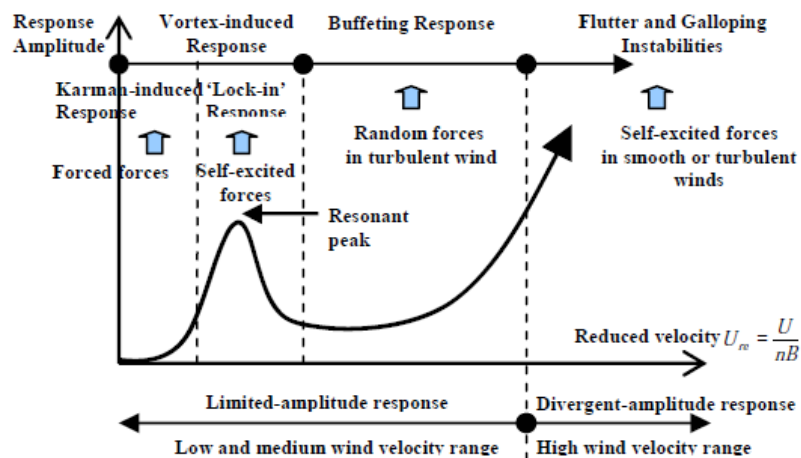 Response
Amplitude
Vortex-induced
Response
Buffeting Response
Flutter and Galloping
Instabilities
Karman-induced
Response
'Lock-in'
Response
Forced forces
Self-excited
forces
Random forces
in turbulent wind
Self-excited forces
in smooth or turbulent
winds
Resonant
peak
Reduced velocity U_re = U/nB
Limited-amplitude response
Divergent-amplitude response
Low and medium wind velocity range
High wind velocity range